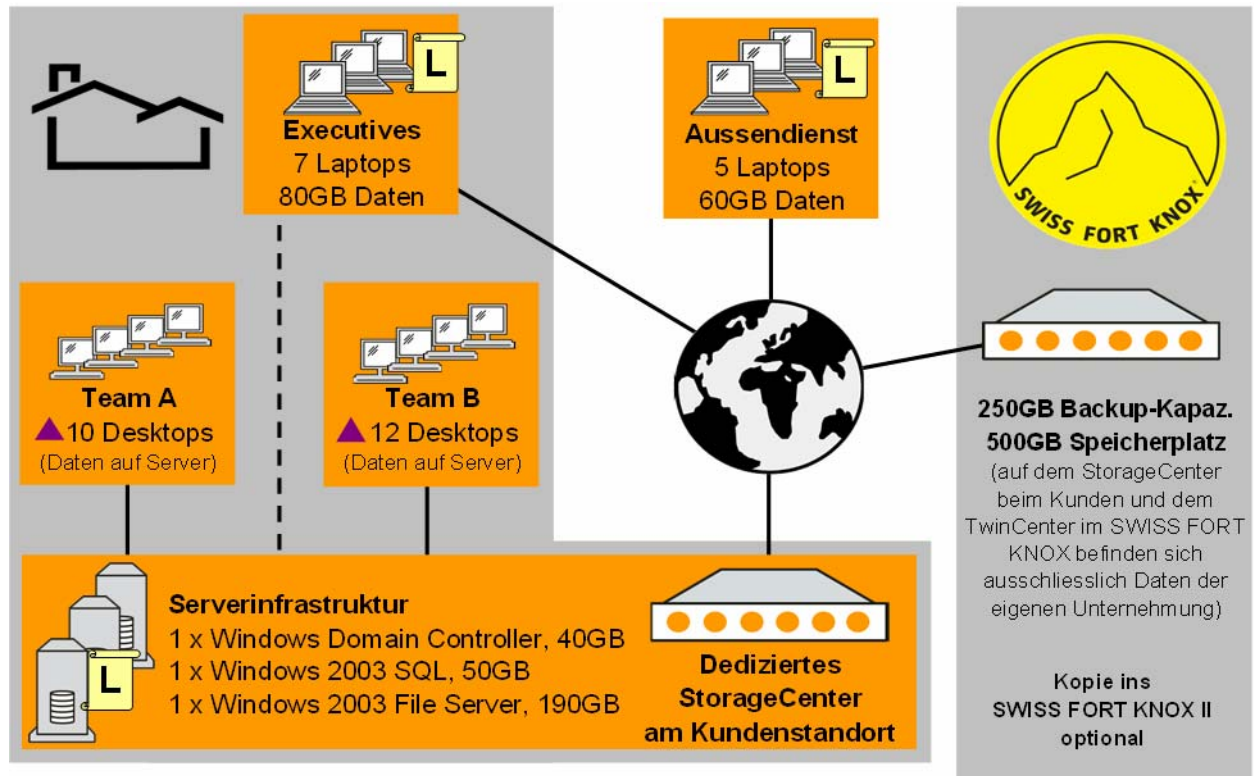 L
Executives
7 Laptops
80GB Daten
L
Aussendienst
5 Laptops
60GB Daten
SWISS FORT KNOX
Team A
10 Desktops
(Daten auf Server)
Team B
12 Desktops
(Daten auf Server)
250GB Backup-Kapaz.
500GB Speicherplatz
(auf dem StorageCenter
beim Kunden und dem
TwinCenter im SWISS FORT
KNOX befinden sich
ausschliesslich Daten der
eigenen Unternehmung)
Kopie ins
SWISS FORT KNOX II
optional
L
Serverinfrastruktur
1 x Windows Domain Controller, 40GB
1 x Windows 2003 SQL, 50GB
1 x Windows 2003 File Server, 190GB
Dediziertes
StorageCenter
am Kundenstandort